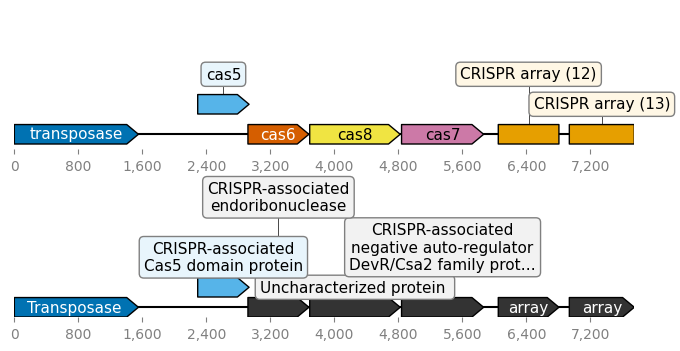 cas5
CRISPR array (12)
CRISPR array (13)
transposase
cas6
cas8
cas7
0
800
1,600
2,400
3,200
4,000
4,800
5,600
6,400
7,200
CRISPR-associated
endoribonuclease
CRISPR-associated
negative auto-regulator
DevR/Csa2 family prot...
CRISPR-associated
Cas5 domain protein
Uncharacterized protein
Transposase
array
array
0
800
1,600
2,400
3,200
4,000
4,800
5,600
6,400
7,200